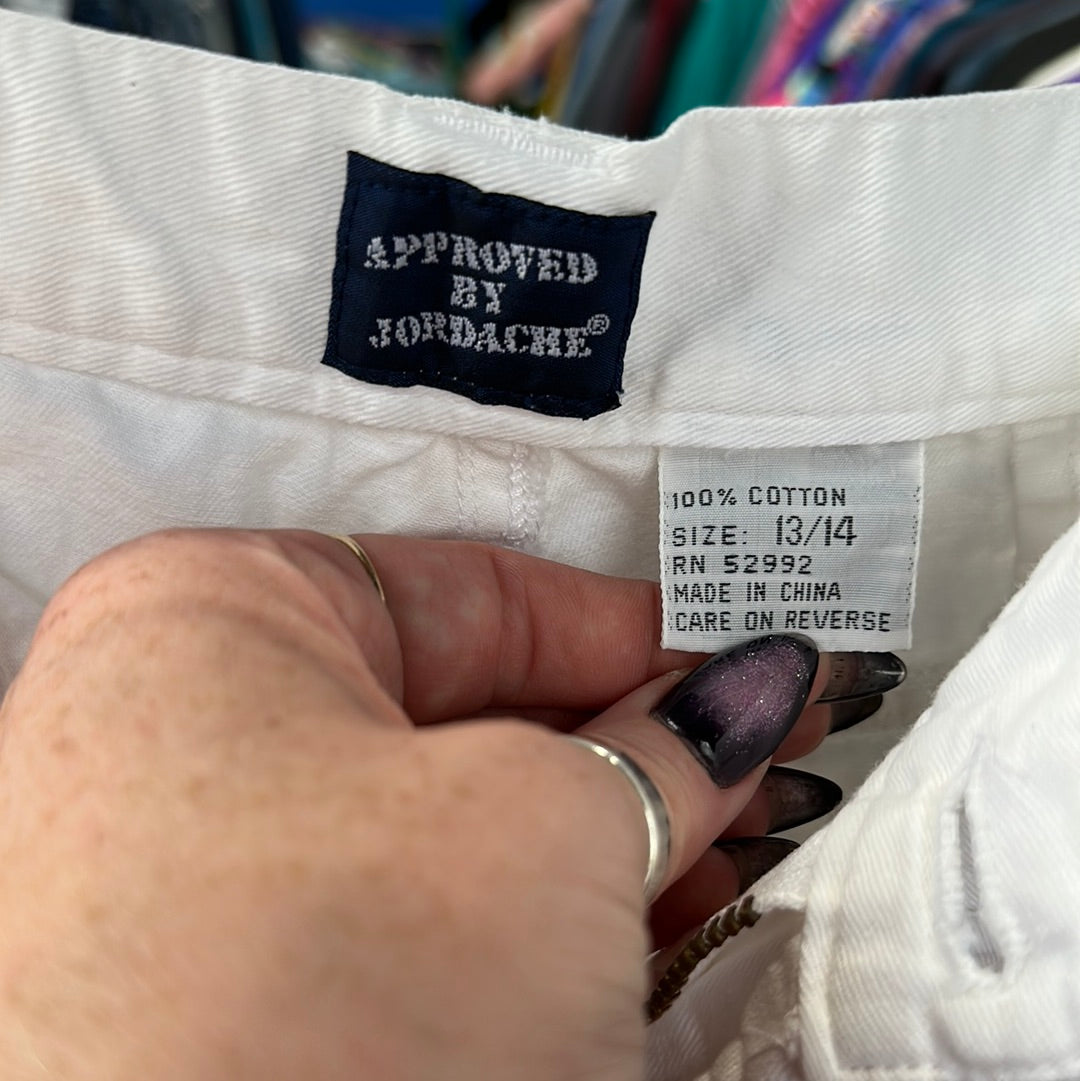 APPROVED
BY
JORDACHE®
100% COTTON
SIZE: 13/14
RN 52992
MADE IN CHINA
CARE ON REVERSE